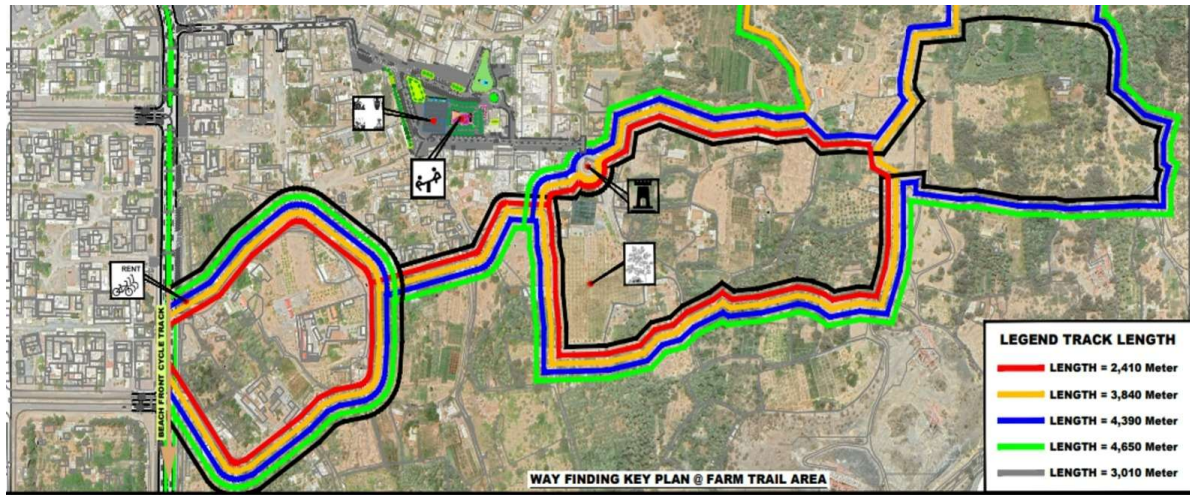 RENT
BEACH FRONT CYCLE TRACK
WAY FINDING KEY PLAN @ FARM TRAIL AREA
LEGEND TRACK LENGTH
LENGTH = 2,410 Meter
LENGTH = 3,840 Meter
LENGTH = 4,390 Meter
LENGTH = 4,650 Meter
LENGTH = 3,010 Meter